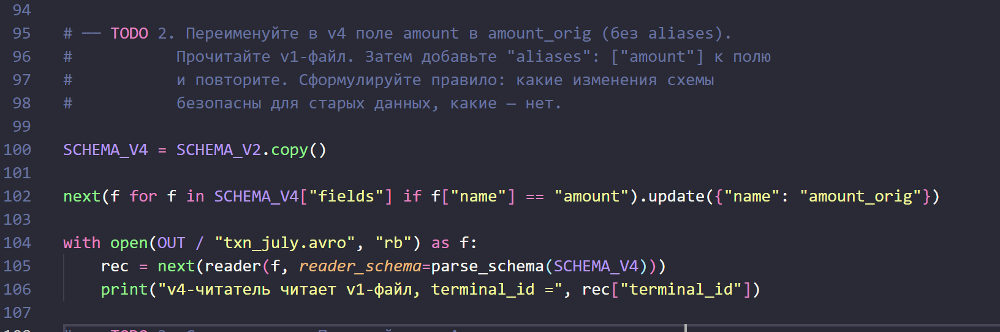 94
95 # —— TODO 2. Переименуйте в v4 поле amount в amount_orig (без aliases).
96 #           Прочитайте v1-файл. Затем добавьте "aliases": ["amount"] к полю
97 #           и повторите. Сформулируйте правило: какие изменения схемы
98 #           безопасны для старых данных, какие — нет.
99
100 SCHEMA_V4 = SCHEMA_V2.copy()
101
102 next(f for f in SCHEMA_V4["fields"] if f["name"] == "amount").update({"name": "amount_orig"})
103
104 with open(OUT / "txn_july.avro", "rb") as f:
105     rec = next(reader(f, reader_schema=parse_schema(SCHEMA_V4)))
106     print("v4-читатель читает v1-файл, terminal_id =", rec["terminal_id"])
107